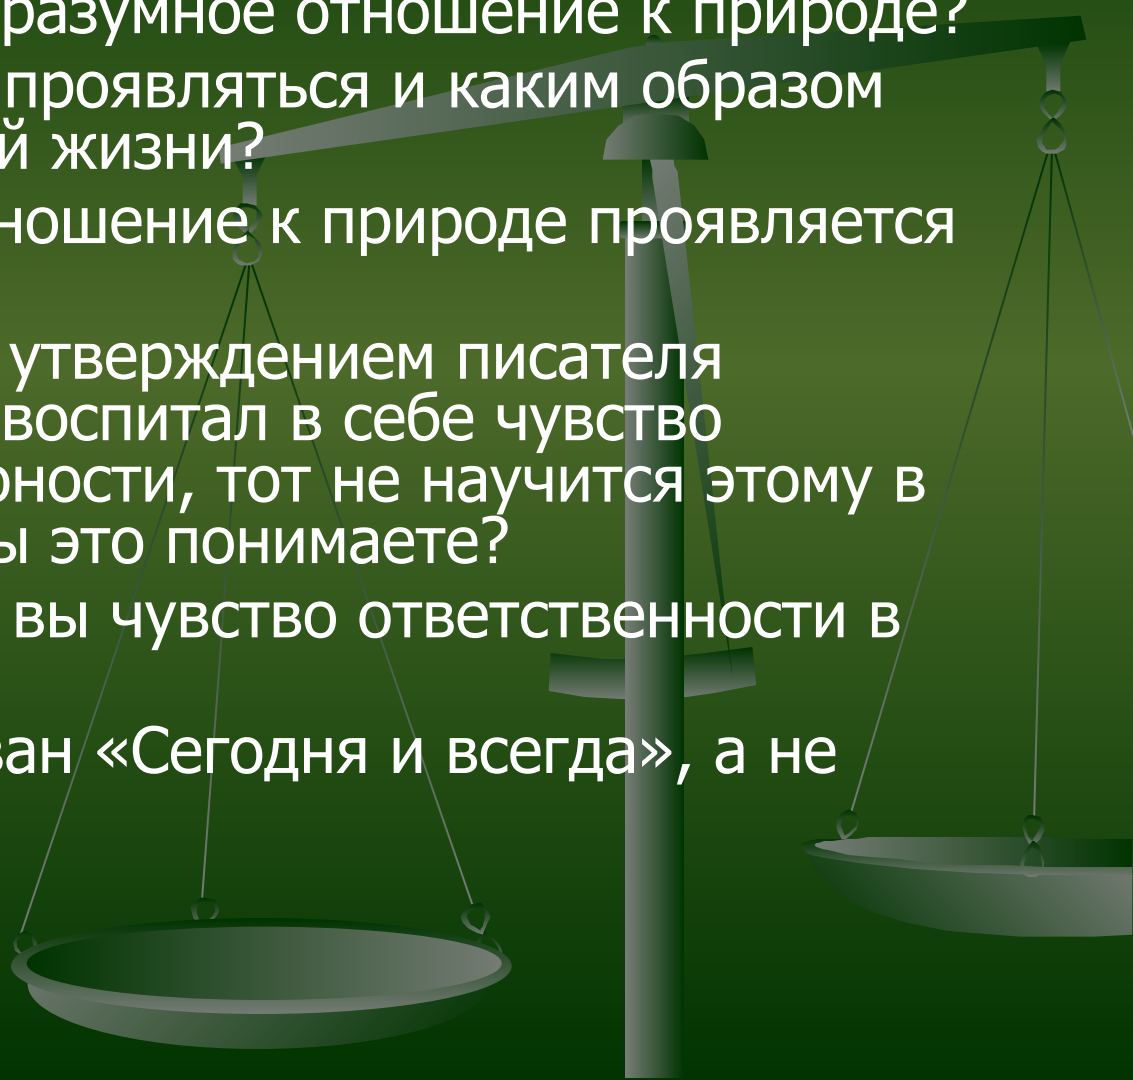 разумное отношение к природе?
проявляться и каким образом
й жизни?
ношение к природе проявляется
утверждением писателя
воспитал в себе чувство
рности, тот не научится этому в
ы это понимаете?
вы чувство ответственности в
ван «Сегодня и всегда», а не